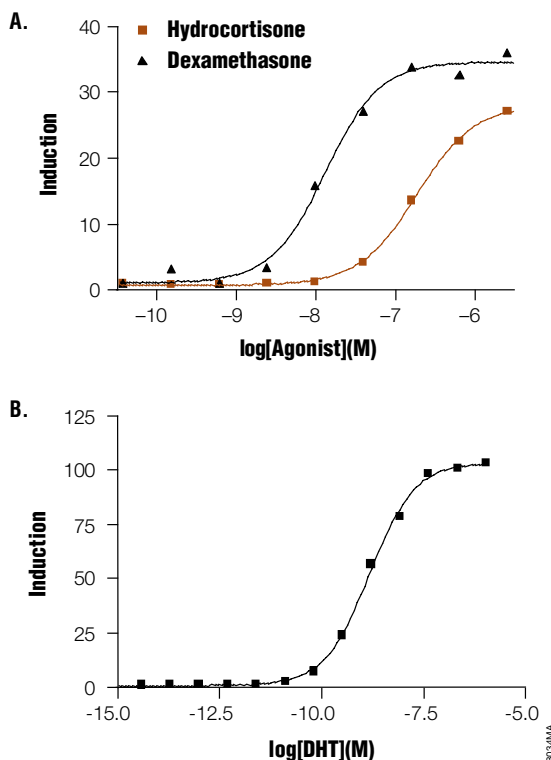 A.
Hydrocortisone
Dexamethasone
40
30
20
10
0
Induction
–10 –9 –8 –7 –6
log[Agonist](M)
B.
125
100
75
50
25
0
Induction
-15.0 -12.5 -10.0 -7.5 -5.0
log[DHT](M)